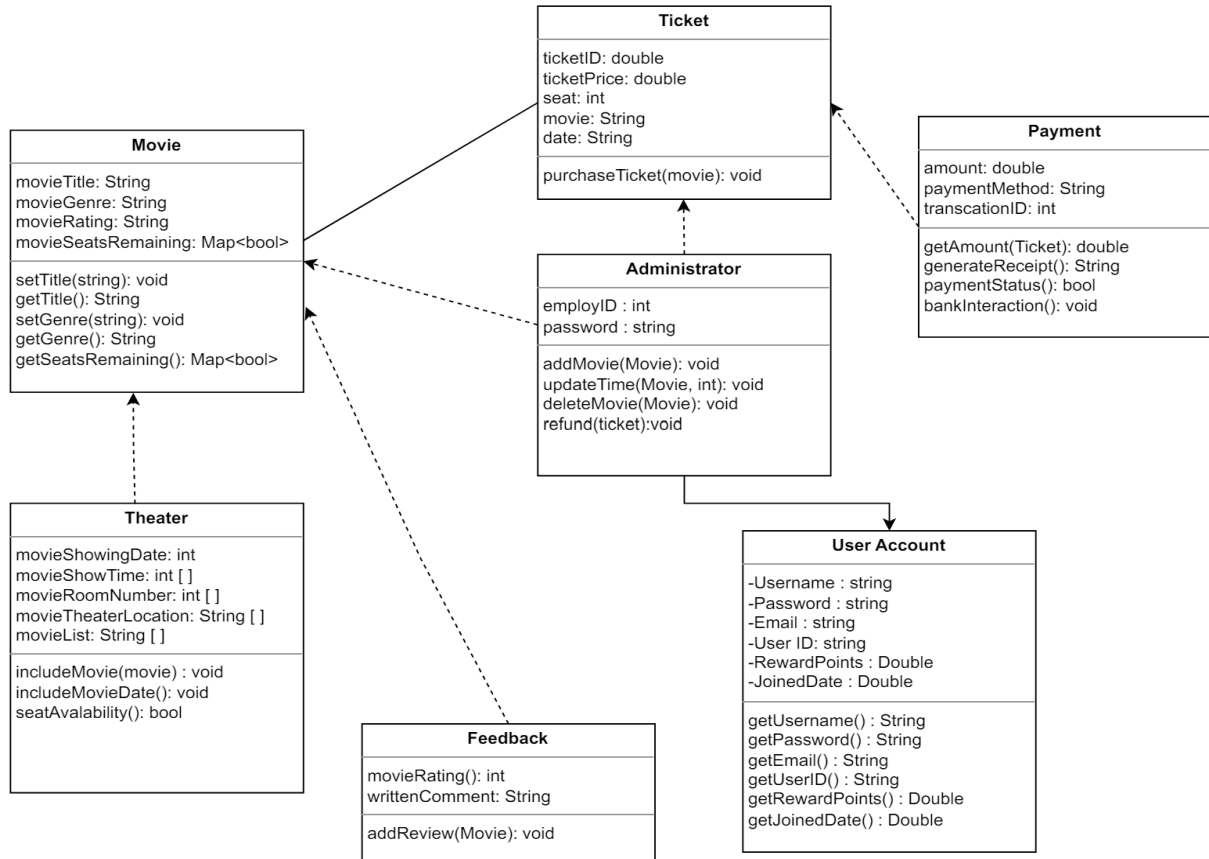 Ticket
ticketID: double
ticketPrice: double
seat: int
movie: String
date: String
purchaseTicket(movie): void
Movie
movieTitle: String
movieGenre: String
movieRating: String
movieSeatsRemaining: Map<bool>
setTitle(string): void
getTitle(): String
setGenre(string): void
getGenre(): String
getSeatsRemaining(): Map<bool>
Payment
amount: double
paymentMethod: String
transcationID: int
getAmount(Ticket): double
generateReceipt(): String
paymentStatus(): bool
bankInteraction(): void
Administrator
employID : int
password : string
addMovie(Movie): void
updateTime(Movie, int): void
deleteMovie(Movie): void
refund(ticket):void
Theater
movieShowingDate: int
movieShowTime: int [ ]
movieRoomNumber: int [ ]
movieTheaterLocation: String [ ]
movieList: String [ ]
includeMovie(movie) : void
includeMovieDate(): void
seatAvalability(): bool
User Account
-Username : string
-Password : string
-Email : string
-User ID: string
-RewardPoints : Double
-JoinedDate : Double
getUsername() : String
getPassword() : String
getEmail() : String
getUserID() : String
getRewardPoints() : Double
getJoinedDate() : Double
Feedback
movieRating(): int
writtenComment: String
addReview(Movie): void